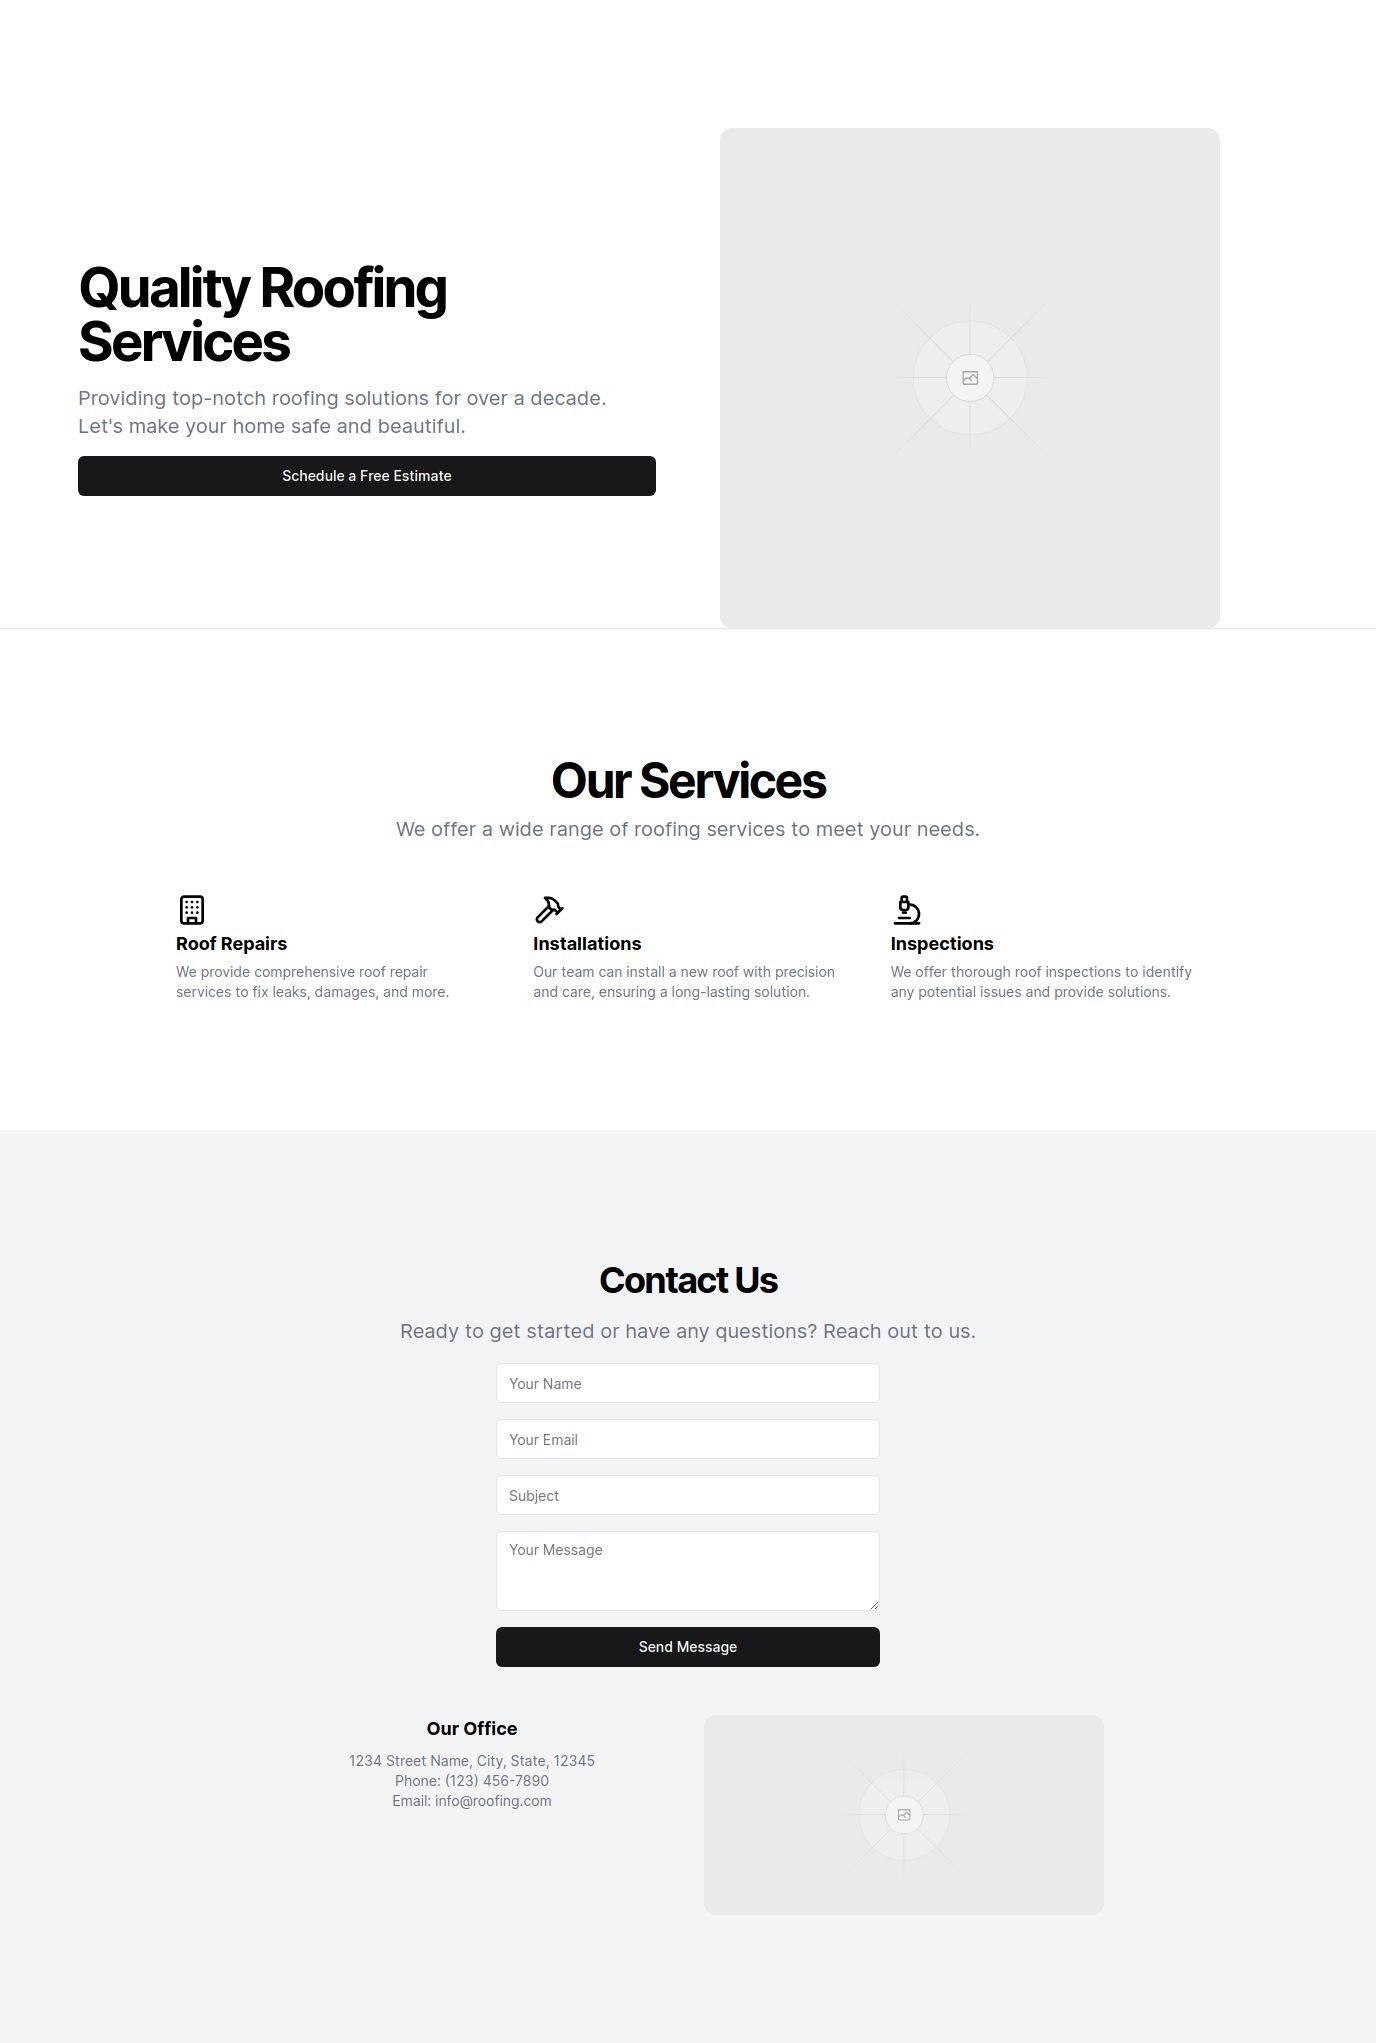 Quality Roofing
Services
Providing top-notch roofing solutions for over a decade.
Let's make your home safe and beautiful.
Schedule a Free Estimate
Our Services
We offer a wide range of roofing services to meet your needs.
Roof Repairs
We provide comprehensive roof repair
services to fix leaks, damages, and more.
Installations
Our team can install a new roof with precision
and care, ensuring a long-lasting solution.
Inspections
We offer thorough roof inspections to identify
any potential issues and provide solutions.
Contact Us
Ready to get started or have any questions? Reach out to us.
Your Name
Your Email
Subject
Your Message
Send Message
Our Office
1234 Street Name, City, State, 12345
Phone: (123) 456-7890
Email: info@roofing.com